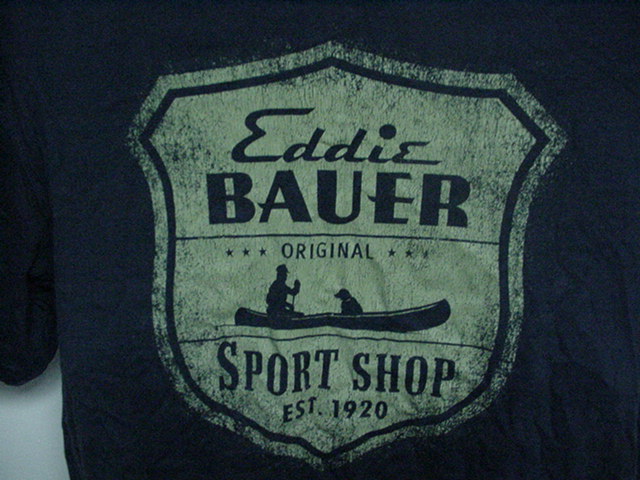 Eddie
BAUER
ORIGINAL
SPORT SHOP
EST. 1920